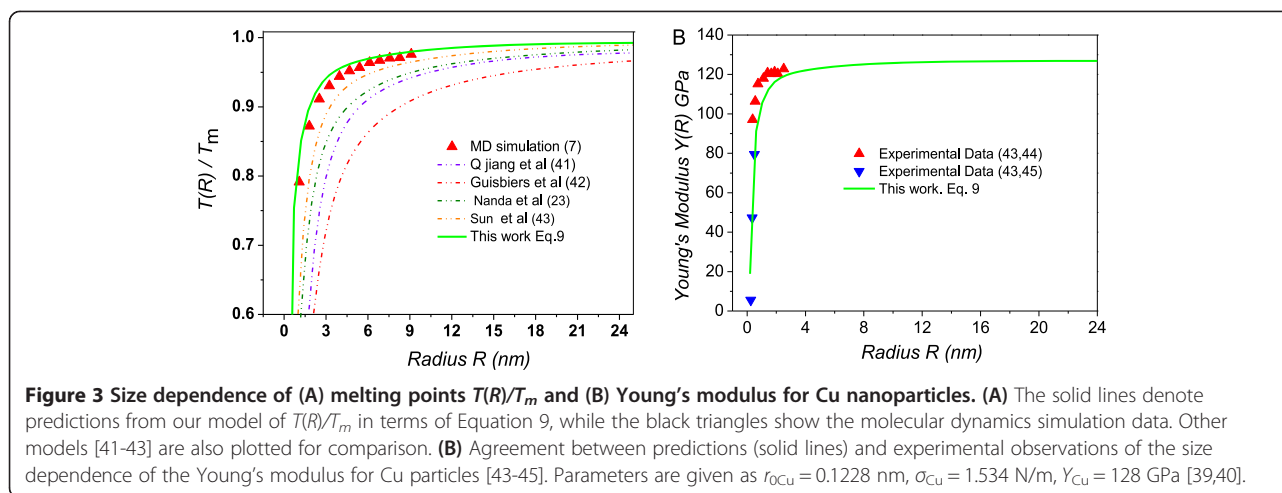 1.0
0.9
0.8
0.7
0.6
T(R) / Tm
MD simulation (7)
Q jiang et al (41)
Guisbiers et al (42)
Nanda et al (23)
Sun et al (43)
This work Eq.9
0 3 6 9 12 15 18 21 24
Radius R (nm)
B
140
120
100
80
60
40
20
0
Young's Modulus Y(R) GPa
Experimental Data (43,44)
Experimental Data (43,45)
This work. Eq. 9
0 4 8 12 16 20 24
Radius R (nm)
Figure 3 Size dependence of (A) melting points T(R)/Tm and (B) Young's modulus for Cu nanoparticles. (A) The solid lines denote
predictions from our model of T(R)/Tm in terms of Equation 9, while the black triangles show the molecular dynamics simulation data. Other
models [41-43] are also plotted for comparison. (B) Agreement between predictions (solid lines) and experimental observations of the size
dependence of the Young's modulus for Cu particles [43-45]. Parameters are given as r0Cu = 0.1228 nm, σCu = 1.534 N/m, YCu = 128 GPa [39,40].